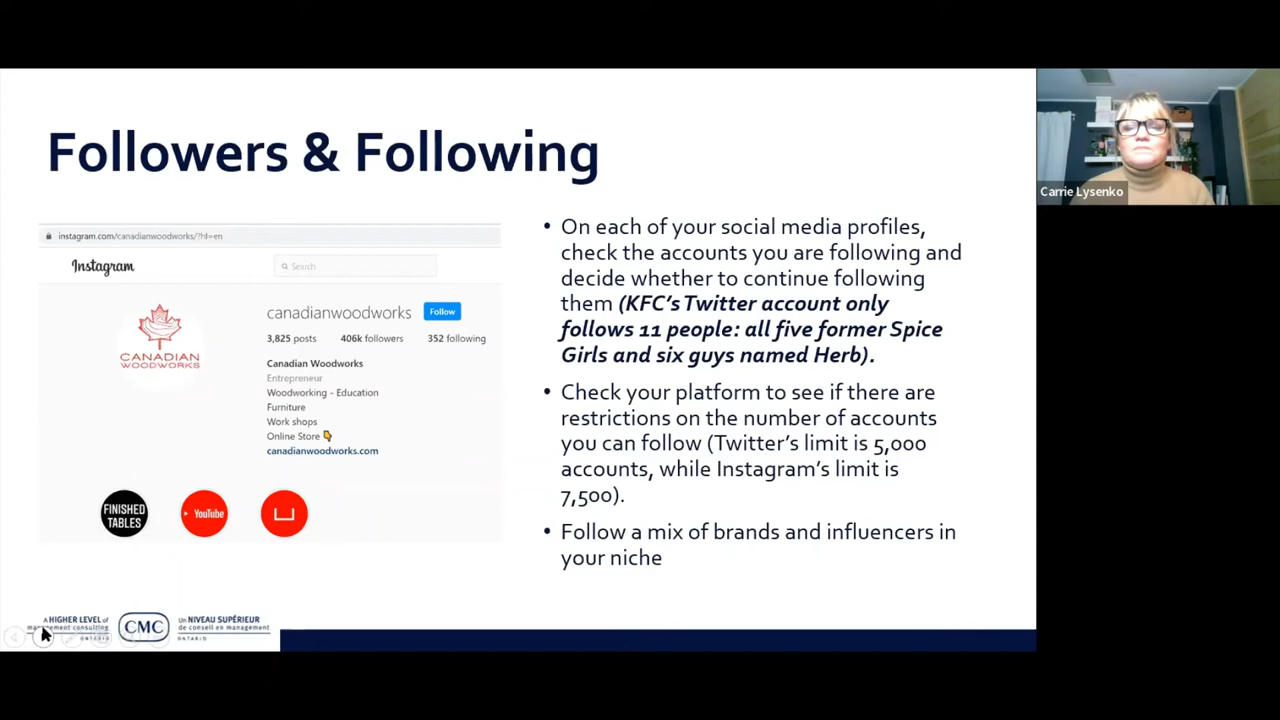 Followers & Following
instagram.com/canadianwoodworks/?hl=en
Instagram
Search
canadianwoodworks
Follow
3,825 posts
406k followers
352 following
Canadian Woodworks
Entrepreneur
Woodworking - Education
Furniture
Work shops
Online Store
canadianwoodworks.com
CANADIAN
WOODWORKS
FINISHED
TABLES
YouTube
• On each of your social media profiles,
check the accounts you are following and
decide whether to continue following
them (KFC's Twitter account only
follows 11 people: all five former Spice
Girls and six guys named Herb).
• Check your platform to see if there are
restrictions on the number of accounts
you can follow (Twitter's limit is 5,000
accounts, while Instagram's limit is
7,500).
• Follow a mix of brands and influencers in
your niche
A HIGHER LEVEL of
management consulting
ONTARIO
CMC
Un NIVEAU SUPÉRIEUR
de conseil en management
ONTARIO
Carrie Lysenko